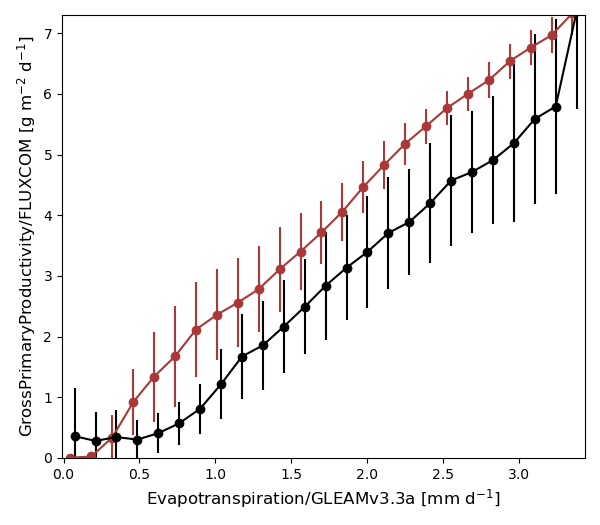 7
6
5
4
3
2
1
0
GrossPrimaryProductivity/FLUXCOM [g m⁻² d⁻¹]
0.0 0.5 1.0 1.5 2.0 2.5 3.0
Evapotranspiration/GLEAMv3.3a [mm d⁻¹]